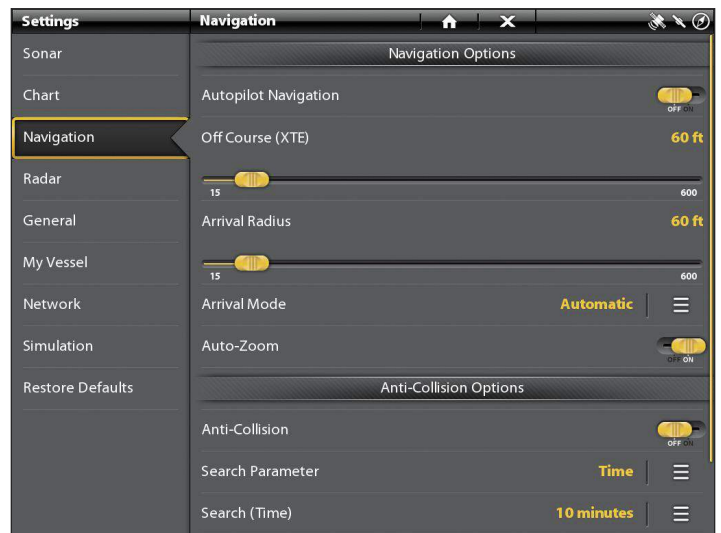 Settings
Navigation
Sonar
Chart
Navigation
Radar
General
My Vessel
Network
Simulation
Restore Defaults
Navigation Options
Autopilot Navigation
OFF ON
Off Course (XTE) 60 ft
15 600
Arrival Radius 60 ft
15 600
Arrival Mode Automatic
Auto-Zoom
OFF ON
Anti-Collision Options
Anti-Collision
OFF ON
Search Parameter Time
Search (Time) 10 minutes